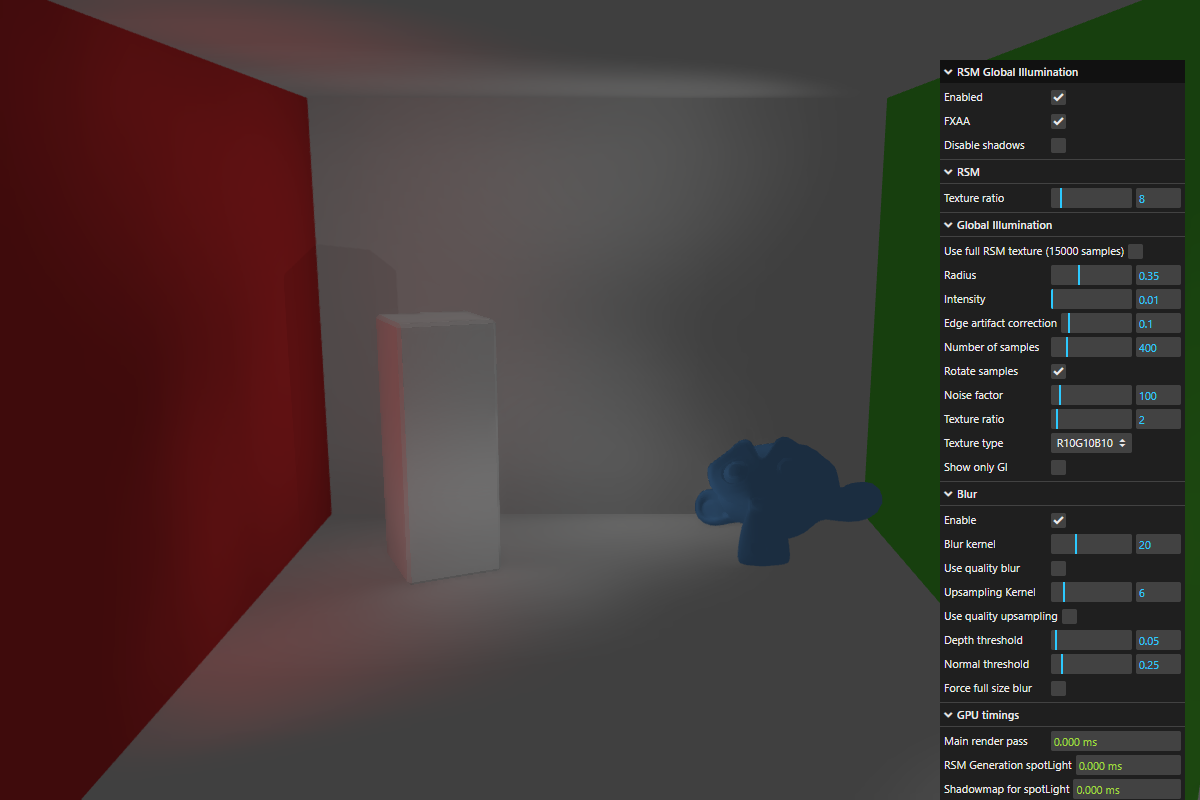 RSM Global Illumination
Enabled
FXAA
Disable shadows
RSM
Texture ratio 8
Global Illumination
Use full RSM texture (15000 samples)
Radius 0.35
Intensity 0.01
Edge artifact correction 0.1
Number of samples 400
Rotate samples
Noise factor 100
Texture ratio 2
Texture type R10G10B10
Show only GI
Blur
Enable
Blur kernel 20
Use quality blur
Upsampling Kernel 6
Use quality upsampling
Depth threshold 0.05
Normal threshold 0.25
Force full size blur
GPU timings
Main render pass 0.000 ms
RSM Generation spotLight 0.000 ms
Shadowmap for spotLight 0.000 ms